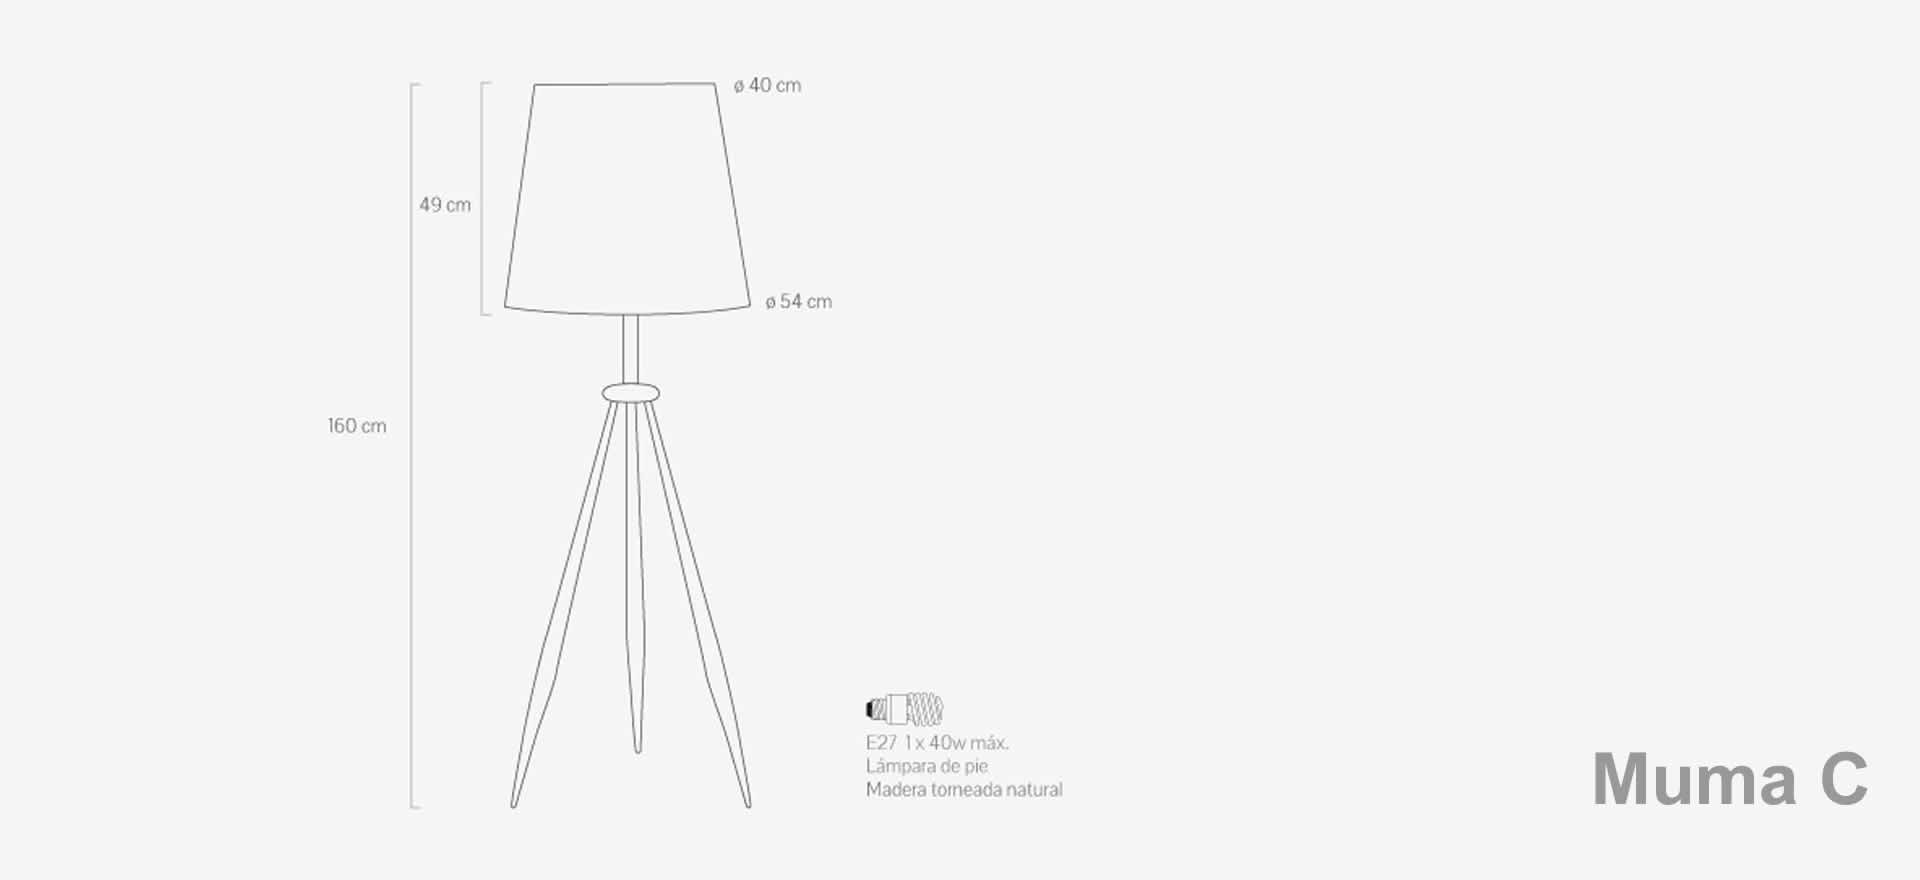 ø 40 cm
49 cm
ø 54 cm
160 cm
E27 1 x 40w máx.
Lámpara de pie
Madera torneada natural
Muma C